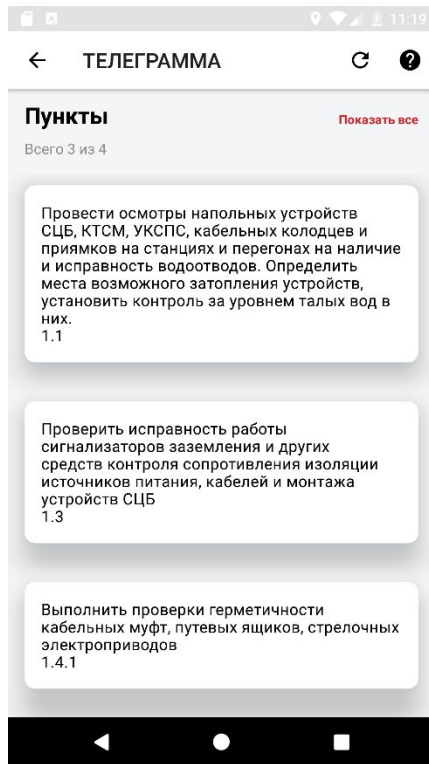 11:19
ТЕЛЕГРАММА
Пункты
Показать все
Всего 3 из 4
Провести осмотры напольных устройств
СЦБ, КТСМ, УКСПС, кабельных колодцев и
приямков на станциях и перегонах на наличие
и исправность водоотводов. Определить
места возможного затопления устройств,
установить контроль за уровнем талых вод в
них.
1.1
Проверить исправность работы
сигнализаторов заземления и других
средств контроля сопротивления изоляции
источников питания, кабелей и монтажа
устройств СЦБ
1.3
Выполнить проверки герметичности
кабельных муфт, путевых ящиков, стрелочных
электроприводов
1.4.1